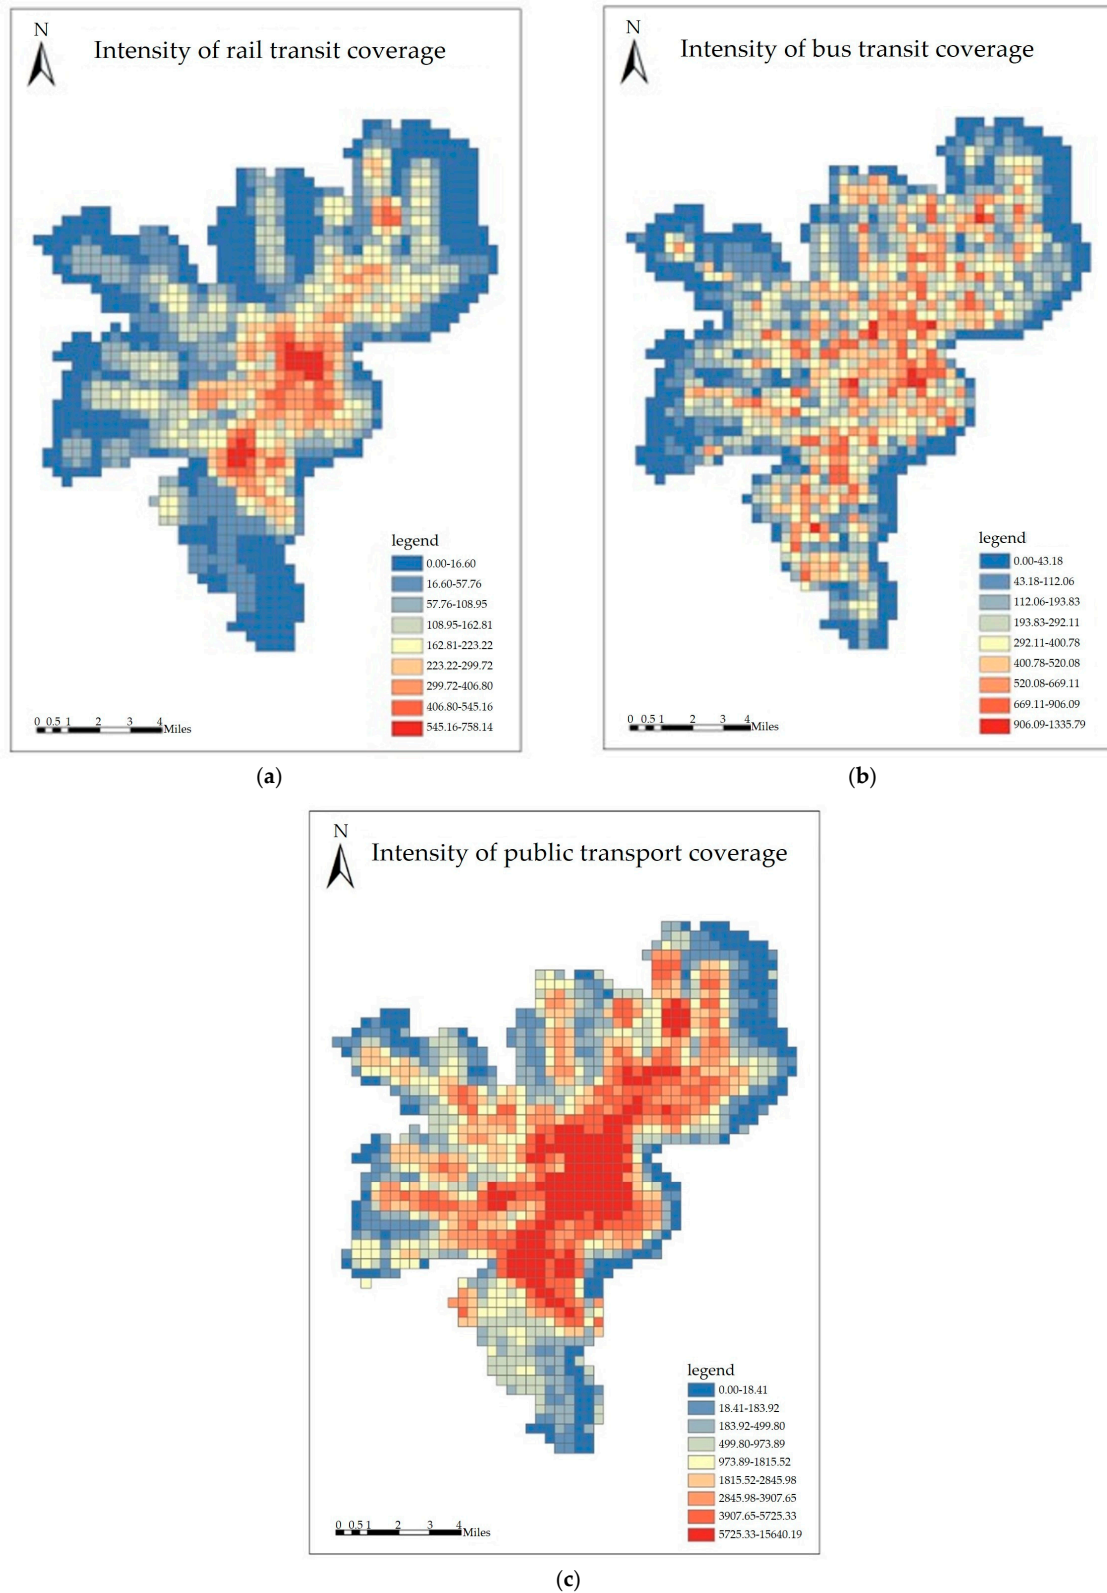 N
Intensity of rail transit coverage
legend
0.00-16.60
16.60-57.76
57.76-108.95
108.95-162.81
162.81-223.22
223.22-299.72
299.72-406.80
406.80-545.16
545.16-758.14
0 0.5 1 2 3 4
Miles
(a)
N
Intensity of bus transit coverage
legend
0.00-43.18
43.18-112.06
112.06-193.83
193.83-292.11
292.11-400.78
400.78-520.08
520.08-669.11
669.11-906.09
906.09-1335.79
0 0.5 1 2 3 4
Miles
(b)
N
Intensity of public transport coverage
legend
0.00-18.41
18.41-183.92
183.92-499.80
499.80-973.89
973.89-1815.52
1815.52-2845.98
2845.98-3907.65
3907.65-5725.33
5725.33-15640.19
0 0.5 1 2 3 4
Miles
(c)